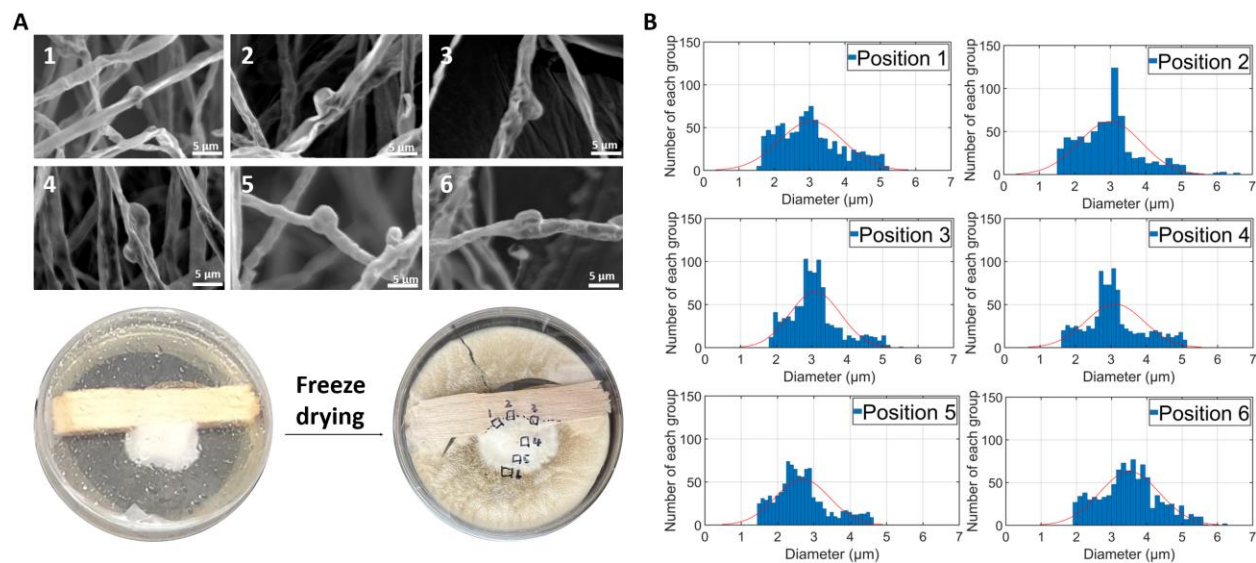 A
1
2
3
5 µm
5 µm
5 µm
4
5
6
5 µm
5 µm
5 µm
Freeze
drying
1
2
3
4
5
6
B
150
100
50
0
Number of each group
Position 1
0 1 2 3 4 5 6 7
Diameter (µm)
150
100
50
0
Number of each group
Position 2
0 1 2 3 4 5 6 7
Diameter (µm)
150
100
50
0
Number of each group
Position 3
0 1 2 3 4 5 6 7
Diameter (µm)
150
100
50
0
Number of each group
Position 4
0 1 2 3 4 5 6 7
Diameter (µm)
150
100
50
0
Number of each group
Position 5
0 1 2 3 4 5 6 7
Diameter (µm)
150
100
50
0
Number of each group
Position 6
0 1 2 3 4 5 6 7
Diameter (µm)